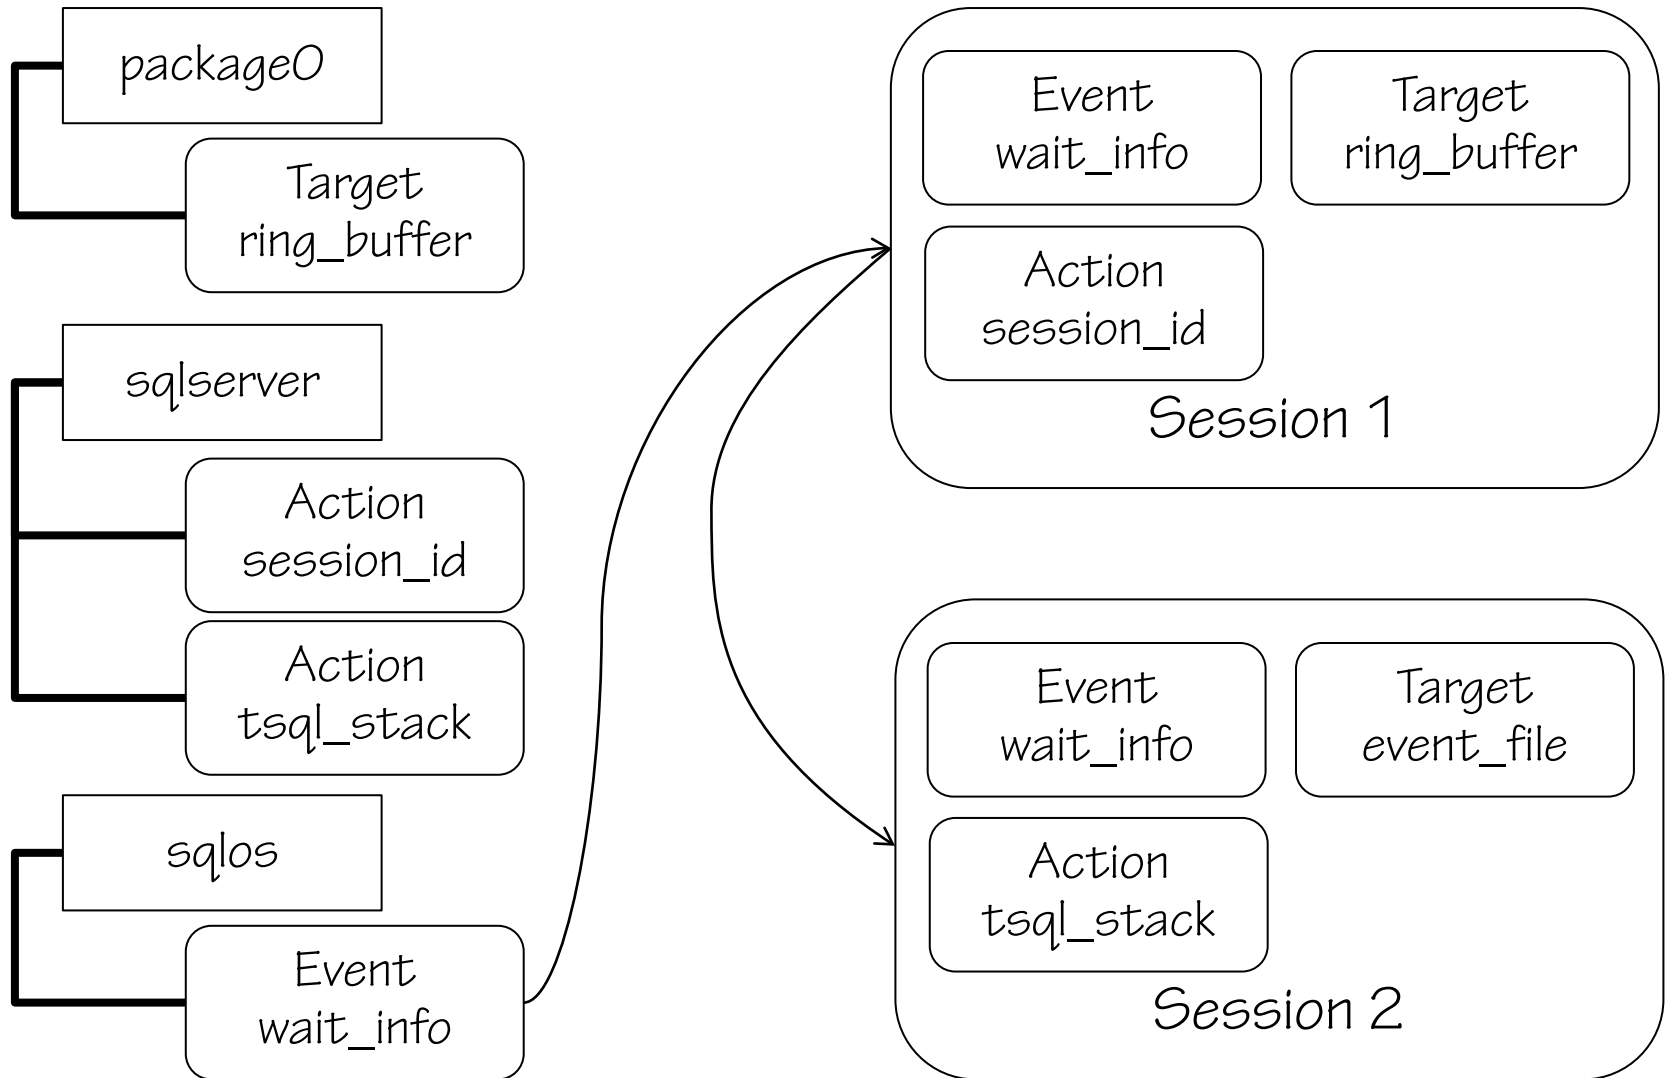 package0
Target
ring_buffer
sqlserver
Action
session_id
Action
tsql_stack
sqlos
Event
wait_info
Event
wait_info
Target
ring_buffer
Action
session_id
Session 1
Event
wait_info
Target
event_file
Action
tsql_stack
Session 2